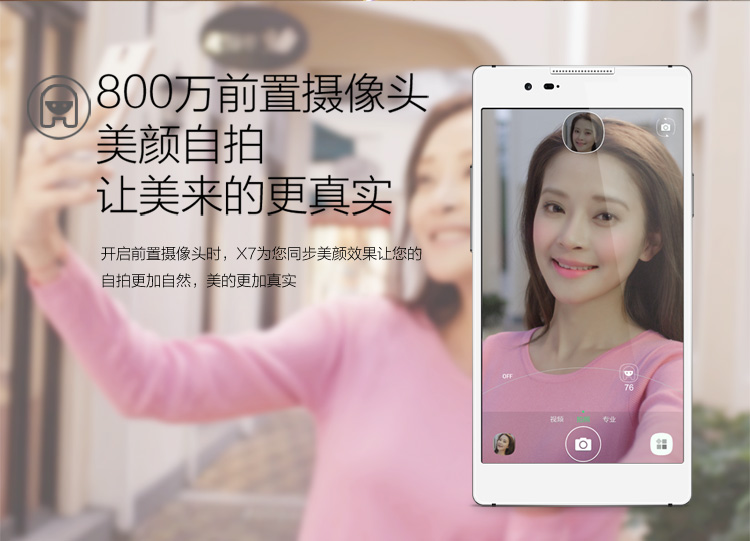 800万前置摄像头
美颜自拍
让美来的更真实
开启前置摄像头时，X7为您同步美颜效果让您的
自拍更加自然，美的更加真实
OFF
76
视频
专业